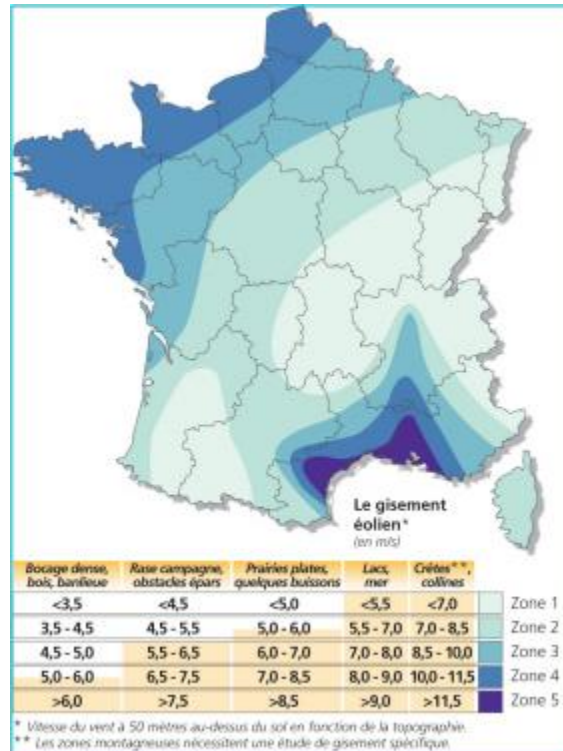 Le gisement
éolien*
(en m/s)
Bocage dense, bois, banlieue | Rase campagne, obstacles épars | Prairies plates, quelques buissons | Lacs, mer | Crêtes**, collines
<3,5 <4,5 <5,0 <5,5 <7,0 Zone 1
3,5 - 4,5 4,5 - 5,5 5,0 - 6,0 5,5 - 7,0 7,0 - 8,5 Zone 2
4,5 - 5,0 5,5 - 6,5 6,0 - 7,0 7,0 - 8,0 8,5 - 10,0 Zone 3
5,0 - 6,0 6,5 - 7,5 7,0 - 8,5 8,0 - 9,0 10,0 - 11,5 Zone 4
>6,0 >7,5 >8,5 >9,0 >11,5 Zone 5
* Vitesse du vent à 50 mètres au-dessus du sol en fonction de la topographie.
** Les zones montagneuses nécessitent une étude de gisement spécifique.